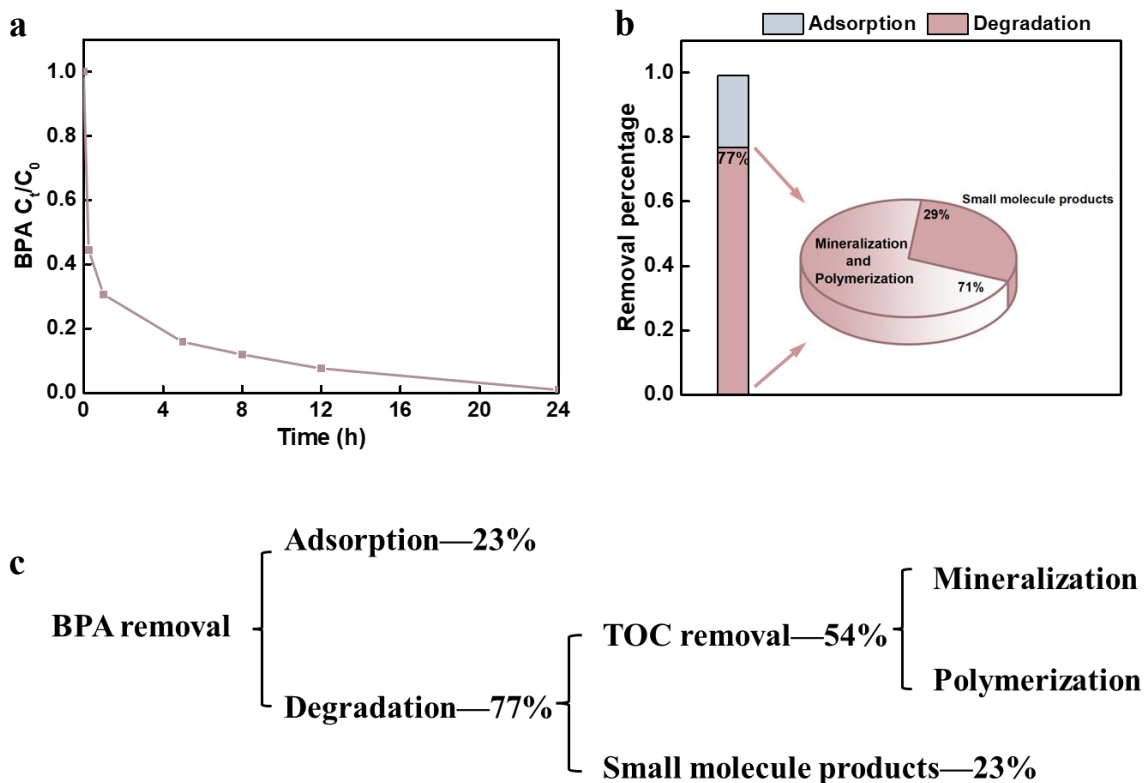 a
BPA Cₜ/C₀
1.0
0.8
0.6
0.4
0.2
0.0
0 4 8 12 16 20 24
Time (h)
b
Adsorption Degradation
Removal percentage
1.0
0.8
0.6
0.4
0.2
0.0
77%
Small molecule products
29%
Mineralization
and
Polymerization
71%
c
BPA removal
Adsorption—23%
Degradation—77%
TOC removal—54%
Small molecule products—23%
Mineralization
Polymerization